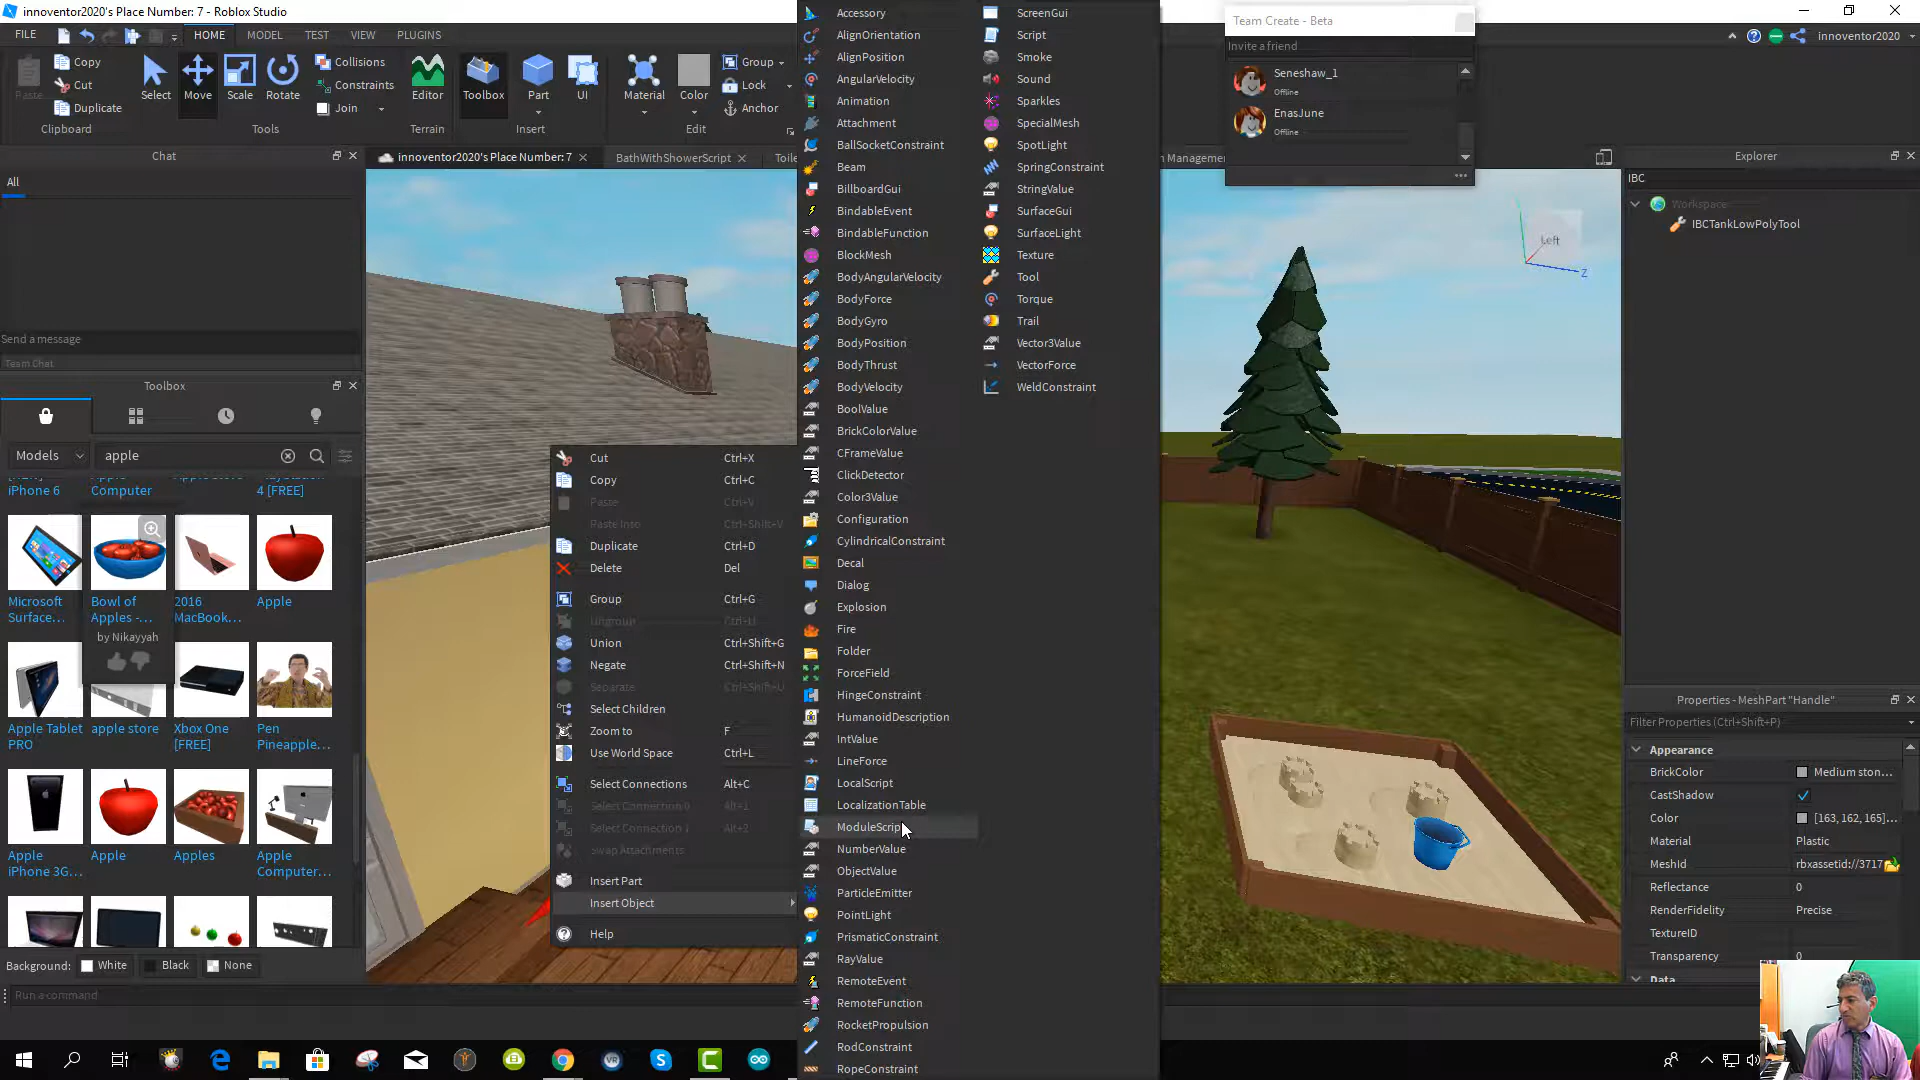 innoventor2020's Place Number: 7 - Roblox Studio
FILE
HOME
MODEL
TEST
VIEW
PLUGINS
innoventor2020
Paste
Copy
Cut
Duplicate
Clipboard
Select
Move
Scale
Rotate
Tools
Collisions
Constraints
Join
Editor
Terrain
Toolbox
Part
UI
Insert
Material
Color
Group
Lock
Anchor
Edit
Team Create - Beta
Invite a friend
Seneshaw_1
Offline
EnasJune
Offline
Chat
All
Send a message
Team Chat
innoventor2020's Place Number: 7
BathWithShowerScript
Toile
n Management
Explorer
IBC
Workspace
IBCTankLowPolyTool
Left
Z
Toolbox
Models
apple
iPhone 6
Apple Computer
4 [FREE]
Microsoft Surface...
Bowl of Apples -...
by Nikayyah
2016 MacBook...
Apple
Apple Tablet PRO
apple store
Xbox One [FREE]
Pen Pineapple...
Apple iPhone 3G...
Apple
Apples
Apple Computer...
Background:
White
Black
None
Run a command
Cut Ctrl+X
Copy Ctrl+C
Paste Ctrl+V
Paste Into Ctrl+Shift+V
Duplicate Ctrl+D
Delete Del
Group Ctrl+G
Ungroup Ctrl+U
Union Ctrl+Shift+G
Negate Ctrl+Shift+N
Separate Ctrl+Shift+U
Select Children
Zoom to F
Use World Space Ctrl+L
Select Connections Alt+C
Select Connection 0 Alt+1
Select Connection 1 Alt+2
Swap Attachments
Insert Part
Insert Object
Help
Accessory
AlignOrientation
AlignPosition
AngularVelocity
Animation
Attachment
BallSocketConstraint
Beam
BillboardGui
BindableEvent
BindableFunction
BlockMesh
BodyAngularVelocity
BodyForce
BodyGyro
BodyPosition
BodyThrust
BodyVelocity
BoolValue
BrickColorValue
CFrameValue
ClickDetector
Color3Value
Configuration
CylindricalConstraint
Decal
Dialog
Explosion
Fire
Folder
ForceField
HingeConstraint
HumanoidDescription
IntValue
LineForce
LocalScript
LocalizationTable
ModuleScrip
NumberValue
ObjectValue
ParticleEmitter
PointLight
PrismaticConstraint
RayValue
RemoteEvent
RemoteFunction
RocketPropulsion
RodConstraint
RopeConstraint
ScreenGui
Script
Smoke
Sound
Sparkles
SpecialMesh
SpotLight
SpringConstraint
StringValue
SurfaceGui
SurfaceLight
Texture
Tool
Torque
Trail
Vector3Value
VectorForce
WeldConstraint
Properties - MeshPart "Handle"
Filter Properties (Ctrl+Shift+P)
Appearance
BrickColor Medium ston...
CastShadow
Color [163, 162, 165]...
Material Plastic
MeshId rbxassetid://3717
Reflectance 0
RenderFidelity Precise
TextureID
Transparency 0
Data